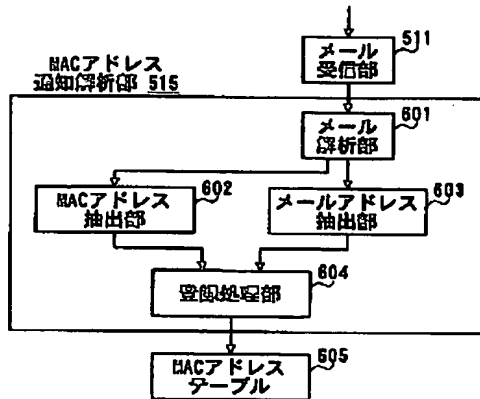 メール
受信部
511
MACアドレス
通知解析部 515
メール
解析部
601
MACアドレス
抽出部
602
メールアドレス
抽出部
603
登録処理部
604
MACアドレス
テーブル
605